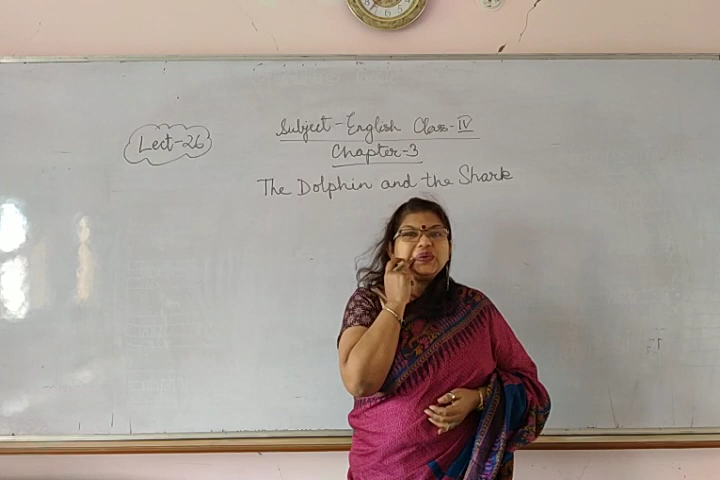 Lect-26
Subject-English Class-IV
Chapter-3
The Dolphin and the Shark